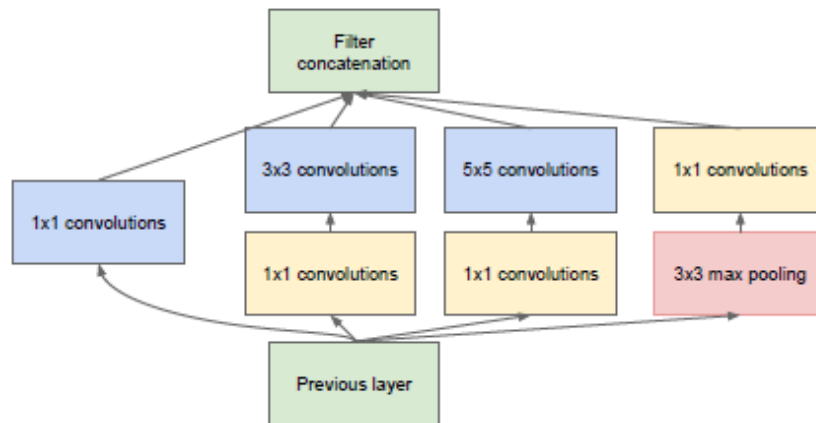 Filter
concatenation
3x3 convolutions
5x5 convolutions
1x1 convolutions
1x1 convolutions
1x1 convolutions
1x1 convolutions
3x3 max pooling
Previous layer